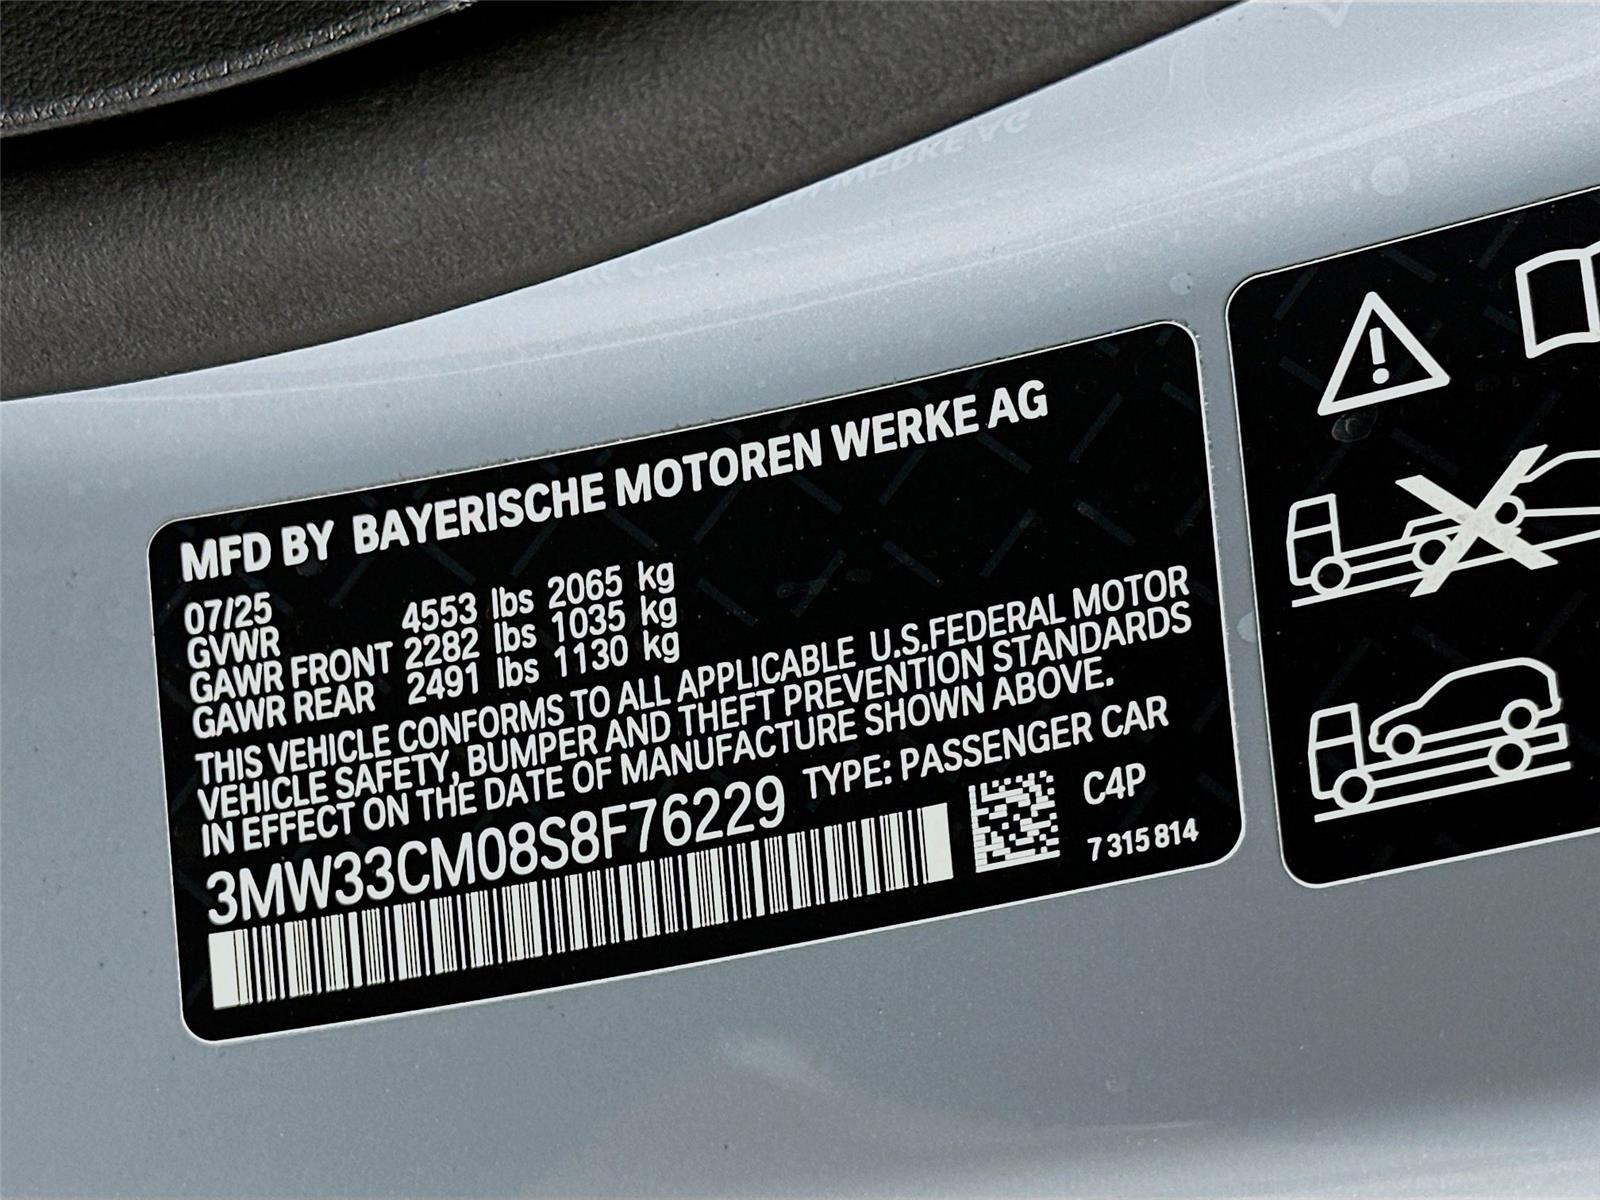 MFD BY BAYERISCHE MOTOREN WERKE AG
07/25
GVWR 4553 lbs 2065 kg
GAWR FRONT 2282 lbs 1035 kg
GAWR REAR 2491 lbs 1130 kg
THIS VEHICLE CONFORMS TO ALL APPLICABLE U.S.FEDERAL MOTOR
VEHICLE SAFETY, BUMPER AND THEFT PREVENTION STANDARDS
IN EFFECT ON THE DATE OF MANUFACTURE SHOWN ABOVE.
3MW33CM08S8F76229 TYPE: PASSENGER CAR
C4P
7 315 814